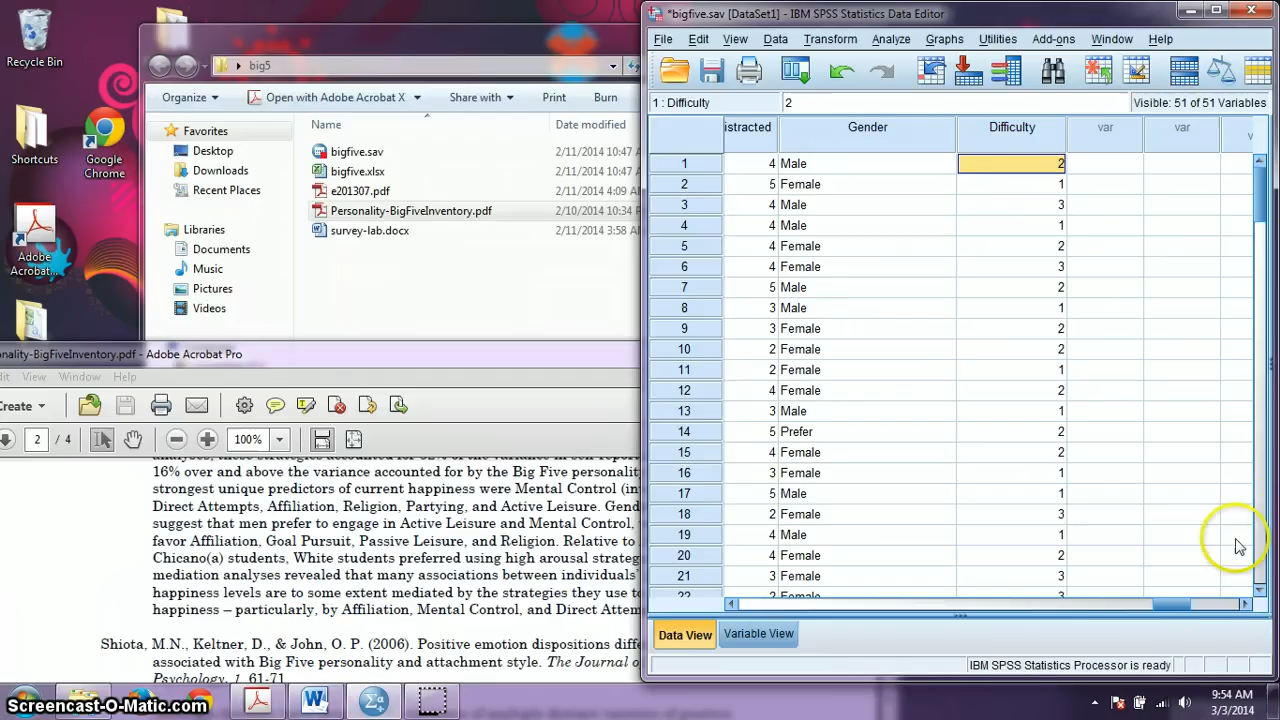 Recycle Bin
Shortcuts
Google
Chrome
Adobe
Acrobat...
big5
Organize
Open with Adobe Acrobat X
Share with
Print
Burn
Favorites
Desktop
Downloads
Recent Places
Libraries
Documents
Music
Pictures
Videos
Name
Date modified
bigfive.sav 2/11/2014 10:47 A
bigfive.xlsx 2/11/2014 10:47 A
e201307.pdf 2/11/2014 4:09 A
Personality-BigFiveInventory.pdf 2/10/2014 10:34
survey-lab.docx 2/11/2014 3:58 A
nality-BigFiveInventory.pdf - Adobe Acrobat Pro
dit View Window Help
Create
2 / 4 100%
16% over and above the variance accounted for by the Big Five personality
strongest unique predictors of current happiness were Mental Control (in
Direct Attempts, Affiliation, Religion, Partying, and Active Leisure. Gend
suggest that men prefer to engage in Active Leisure and Mental Control,
favor Affiliation, Goal Pursuit, Passive Leisure, and Religion. Relative to
Chicano(a) students, White students preferred using high arousal strateg
mediation analyses revealed that many associations between individuals'
happiness levels are to some extent mediated by the strategies they use to
happiness – particularly, by Affiliation, Mental Control, and Direct Attem
Shiota, M.N., Keltner, D., & John, O. P. (2006). Positive emotion dispositions diffe
associated with Big Five personality and attachment style. The Journal o
Psychology, 1, 61-71
*bigfive.sav [DataSet1] - IBM SPSS Statistics Data Editor
File Edit View Data Transform Analyze Graphs Utilities Add-ons Window Help
1 : Difficulty 2 Visible: 51 of 51 Variables
istracted Gender Difficulty var var v
1 4 Male 2
2 5 Female 1
3 4 Male 3
4 4 Male 1
5 4 Female 2
6 4 Female 3
7 5 Male 2
8 3 Male 1
9 3 Female 2
10 2 Female 2
11 2 Female 1
12 4 Female 2
13 3 Male 1
14 5 Prefer 2
15 4 Female 2
16 3 Female 1
17 5 Male 1
18 2 Female 3
19 4 Male 1
20 4 Female 2
21 3 Female 3
22 2 Female 3
Data View Variable View
IBM SPSS Statistics Processor is ready
Screencast-O-Matic.com
9:54 AM
3/3/2014